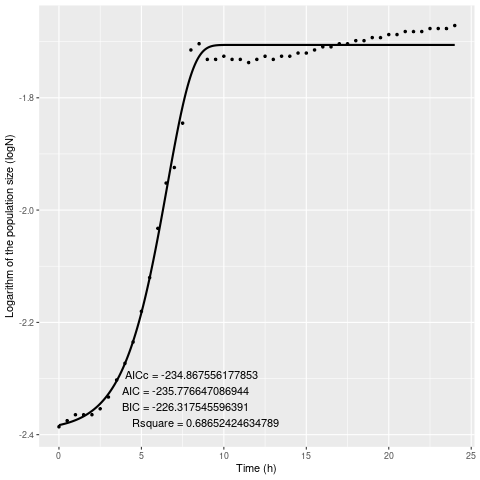 Logarithm of the population size (logN)
-1.8
-2.0
-2.2
-2.4
AICc = -234.867556177853
AIC = -235.776647086944
BIC = -226.317545596391
Rsquare = 0.68652424634789
0 5 10 15 20 25
Time (h)